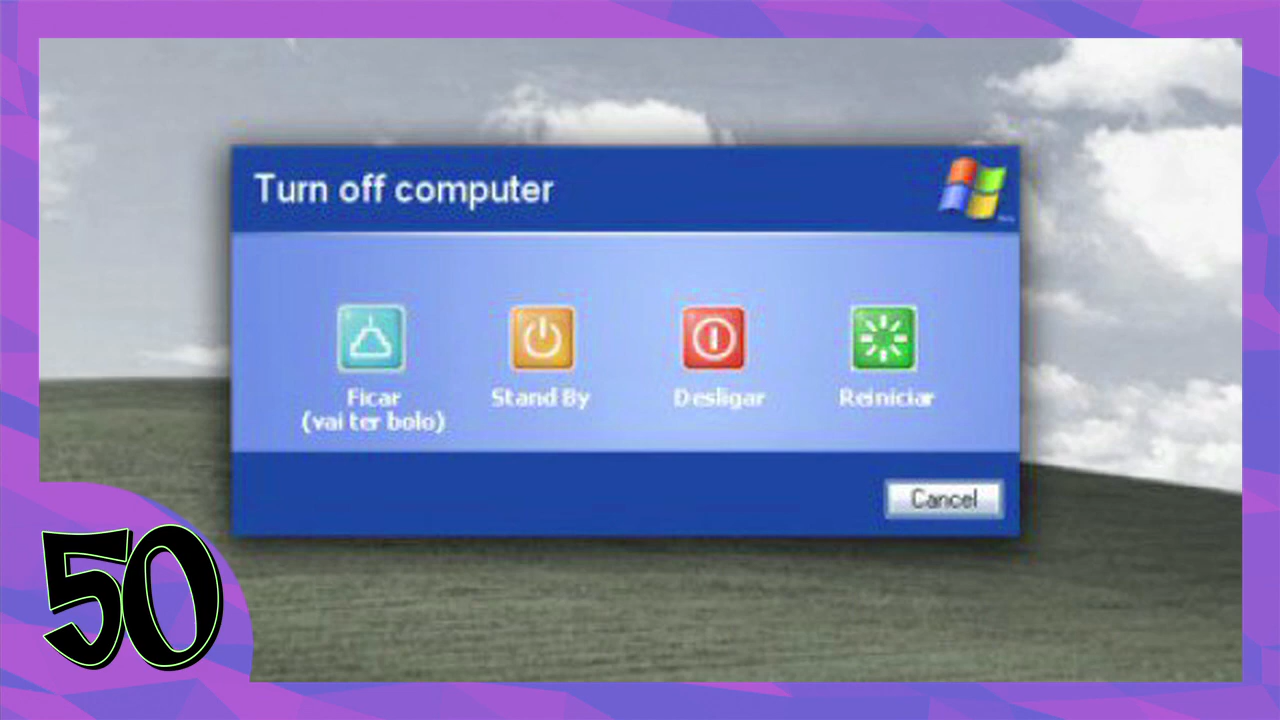 Turn off computer
Ficar
(vai ter bolo)
Stand By
Desligar
Reiniciar
Cancel
50